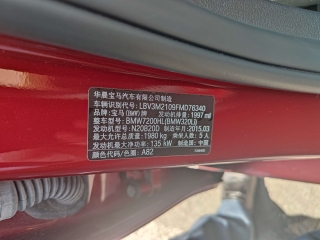 华晨宝马汽车有限公司制造
车辆识别代号: LBV3M2109FMD76340
品牌: 宝马(BMW)牌 发动机排量: 1997 ml
整车型号: BMW7200HL(BMW320Li)
发动机型号: N20B20D 制造年月: 2015.03
最大允许总质量: 1980 kg 乘坐人数: 5 人
发动机最大净功率: 135 kW 制造国: 中国
颜色代码/色漆: A82